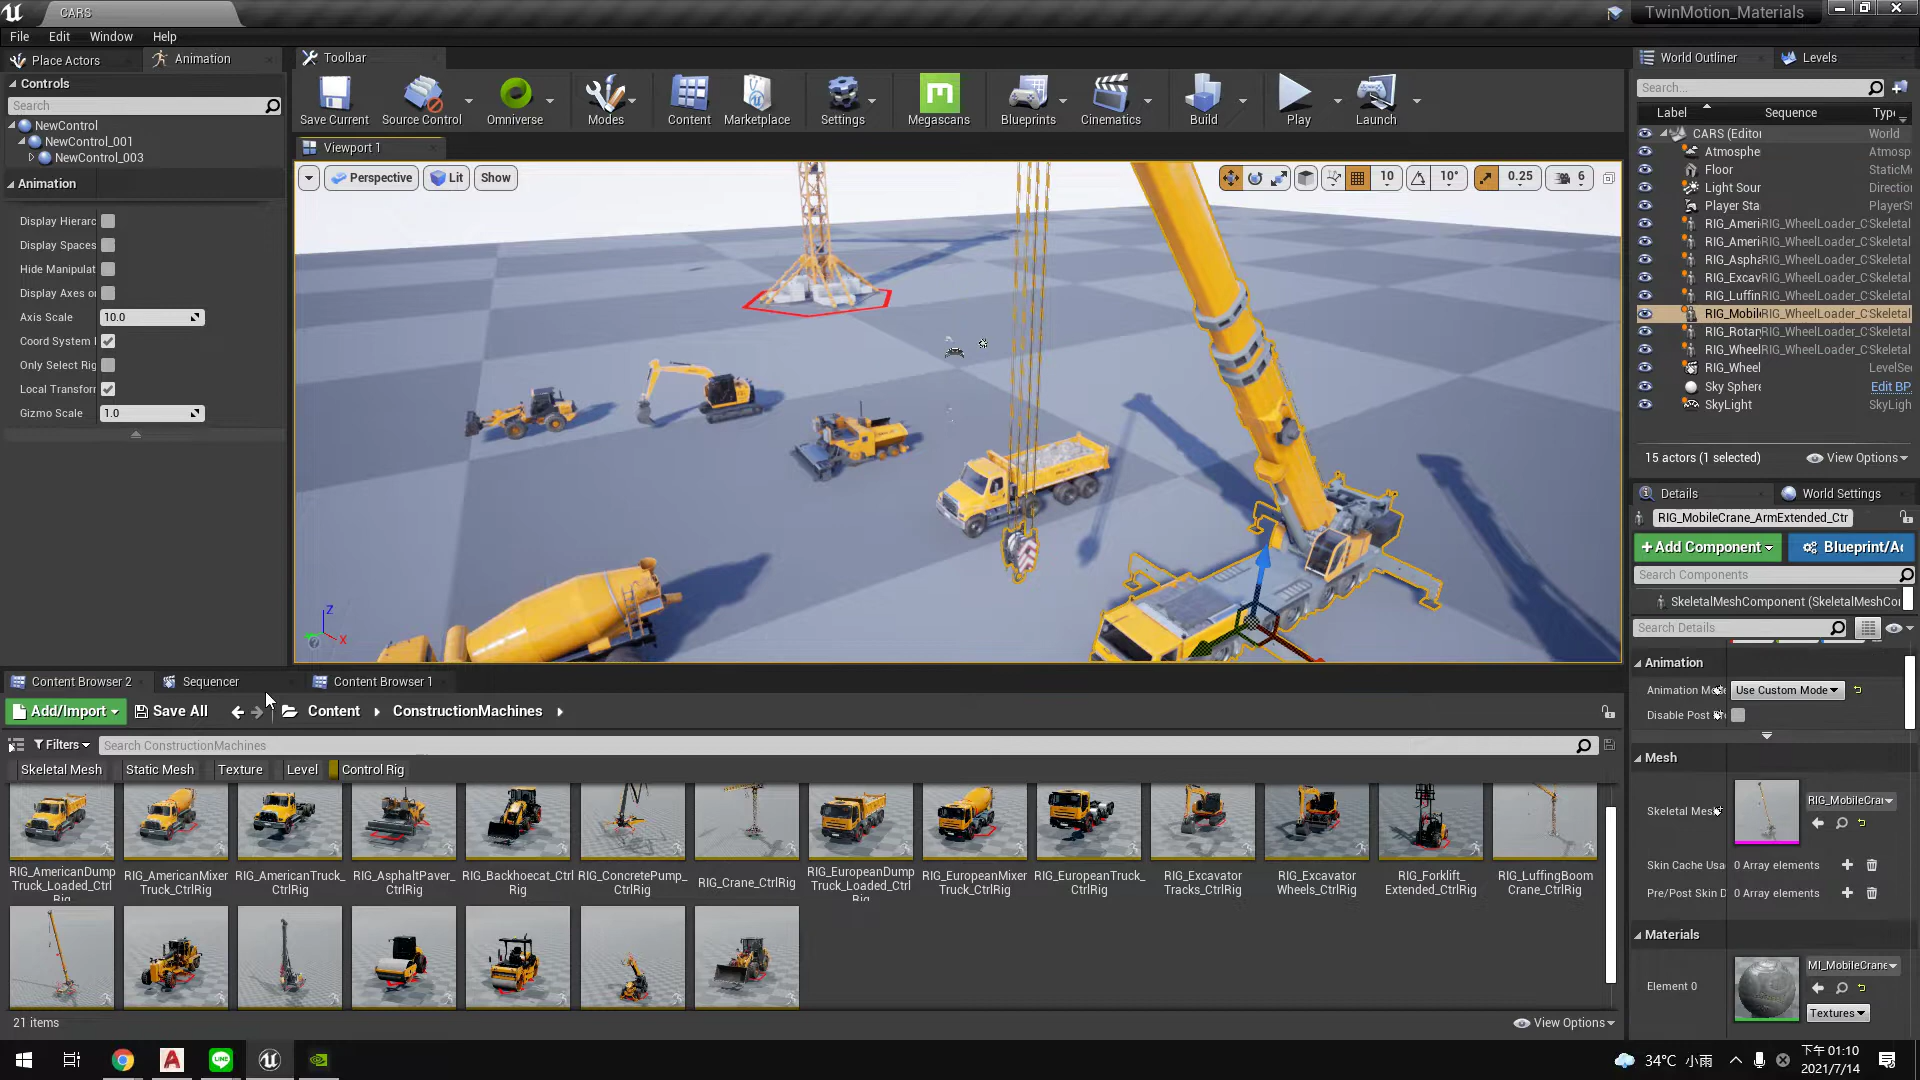 CARS
TwinMotion_Materials
File Edit Window Help
Place Actors
Animation
Toolbar
World Outliner
Levels
Controls
Search
NewControl
NewControl_001
NewControl_003
Animation
Display Hierarc
Display Spaces
Hide Manipulat
Display Axes o
Axis Scale 10.0
Coord System
Only Select Rig
Local Transfor
Gizmo Scale 1.0
Save Current
Source Control
Omniverse
Modes
Content
Marketplace
Settings
Megascans
Blueprints
Cinematics
Build
Play
Launch
Viewport 1
Perspective
Lit
Show
10
10°
0.25
6
Z
X
Search...
Label Sequence Type
CARS (Editor World
Atmosphe Atmosp
Floor StaticM
Light Sour Direction
Player Sta PlayerSt
RIG_Ameri RIG_WheelLoader_C Skeletal
RIG_Ameri RIG_WheelLoader_C Skeletal
RIG_Aspha RIG_WheelLoader_C Skeletal
RIG_Excav RIG_WheelLoader_C Skeletal
RIG_Luffin RIG_WheelLoader_C Skeletal
RIG_Mobil RIG_WheelLoader_C Skeletal
RIG_Rotar RIG_WheelLoader_C Skeletal
RIG_Wheel RIG_WheelLoader_C Skeletal
RIG_Wheel LevelSe
Sky Sphere Edit BP
SkyLight SkyLigh
15 actors (1 selected)
View Options
Details
World Settings
RIG_MobileCrane_ArmExtended_Ctr
+Add Component
Blueprint/A
Search Components
SkeletalMeshComponent (SkeletalMeshCo
Search Details
Animation
Animation Mo Use Custom Mode
Disable Post
Mesh
Skeletal Mes
RIG_MobileCra
Skin Cache Usa 0 Array elements
Pre/Post Skin D 0 Array elements
Materials
Element 0
MI_MobileCrane
Textures
Content Browser 2
Sequencer
Content Browser 1
Add/Import
Save All
Content
ConstructionMachines
Filters
Search ConstructionMachines
Skeletal Mesh
Static Mesh
Texture
Level
Control Rig
RIG_AmericanDump
Truck_Loaded_Ctrl
Rig
RIG_AmericanMixer
Truck_CtrlRig
RIG_AmericanTruck_
CtrlRig
RIG_AsphaltPaver_
CtrlRig
RIG_Backhoecat_Ctrl
Rig
RIG_ConcretePump_
CtrlRig
RIG_Crane_CtrlRig
RIG_EuropeanDump
Truck_Loaded_Ctrl
Rig
RIG_EuropeanMixer
Truck_CtrlRig
RIG_EuropeanTruck_
CtrlRig
RIG_Excavator
Tracks_CtrlRig
RIG_Excavator
Wheels_CtrlRig
RIG_Forklift_
Extended_CtrlRig
RIG_LuffingBoom
Crane_CtrlRig
21 items
View Options
34°C 小雨
下午 01:10
2021/7/14